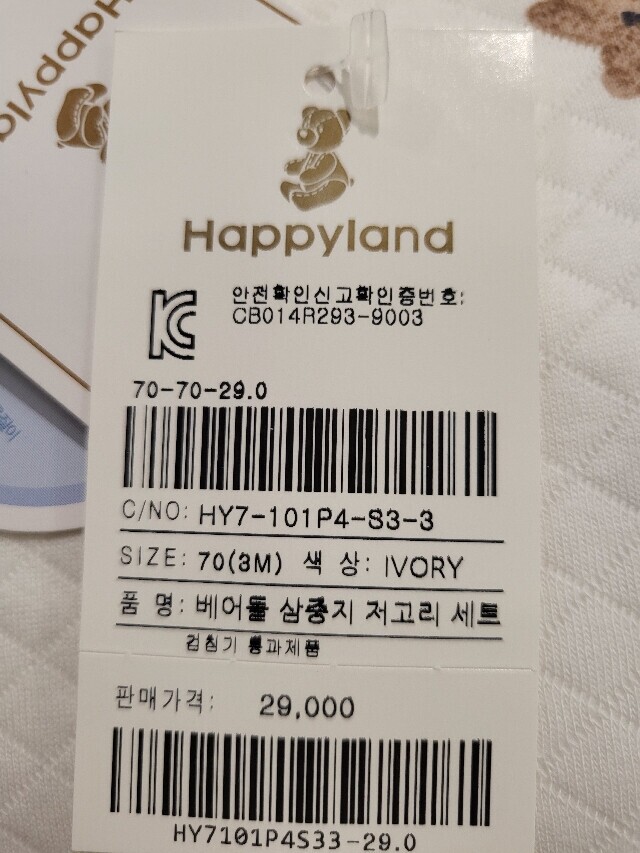 Happyla
Happyland
안전확인신고확인증번호:
CB014R293-9003
70-70-29.0
C/NO: HY7-101P4-S3-3
SIZE: 70(3M) 색 상: IVORY
품 명: 베어돌 삼중지 저고리 세트
검침기 통과제품
판매가격: 29,000
HY7101P4S33-29.0